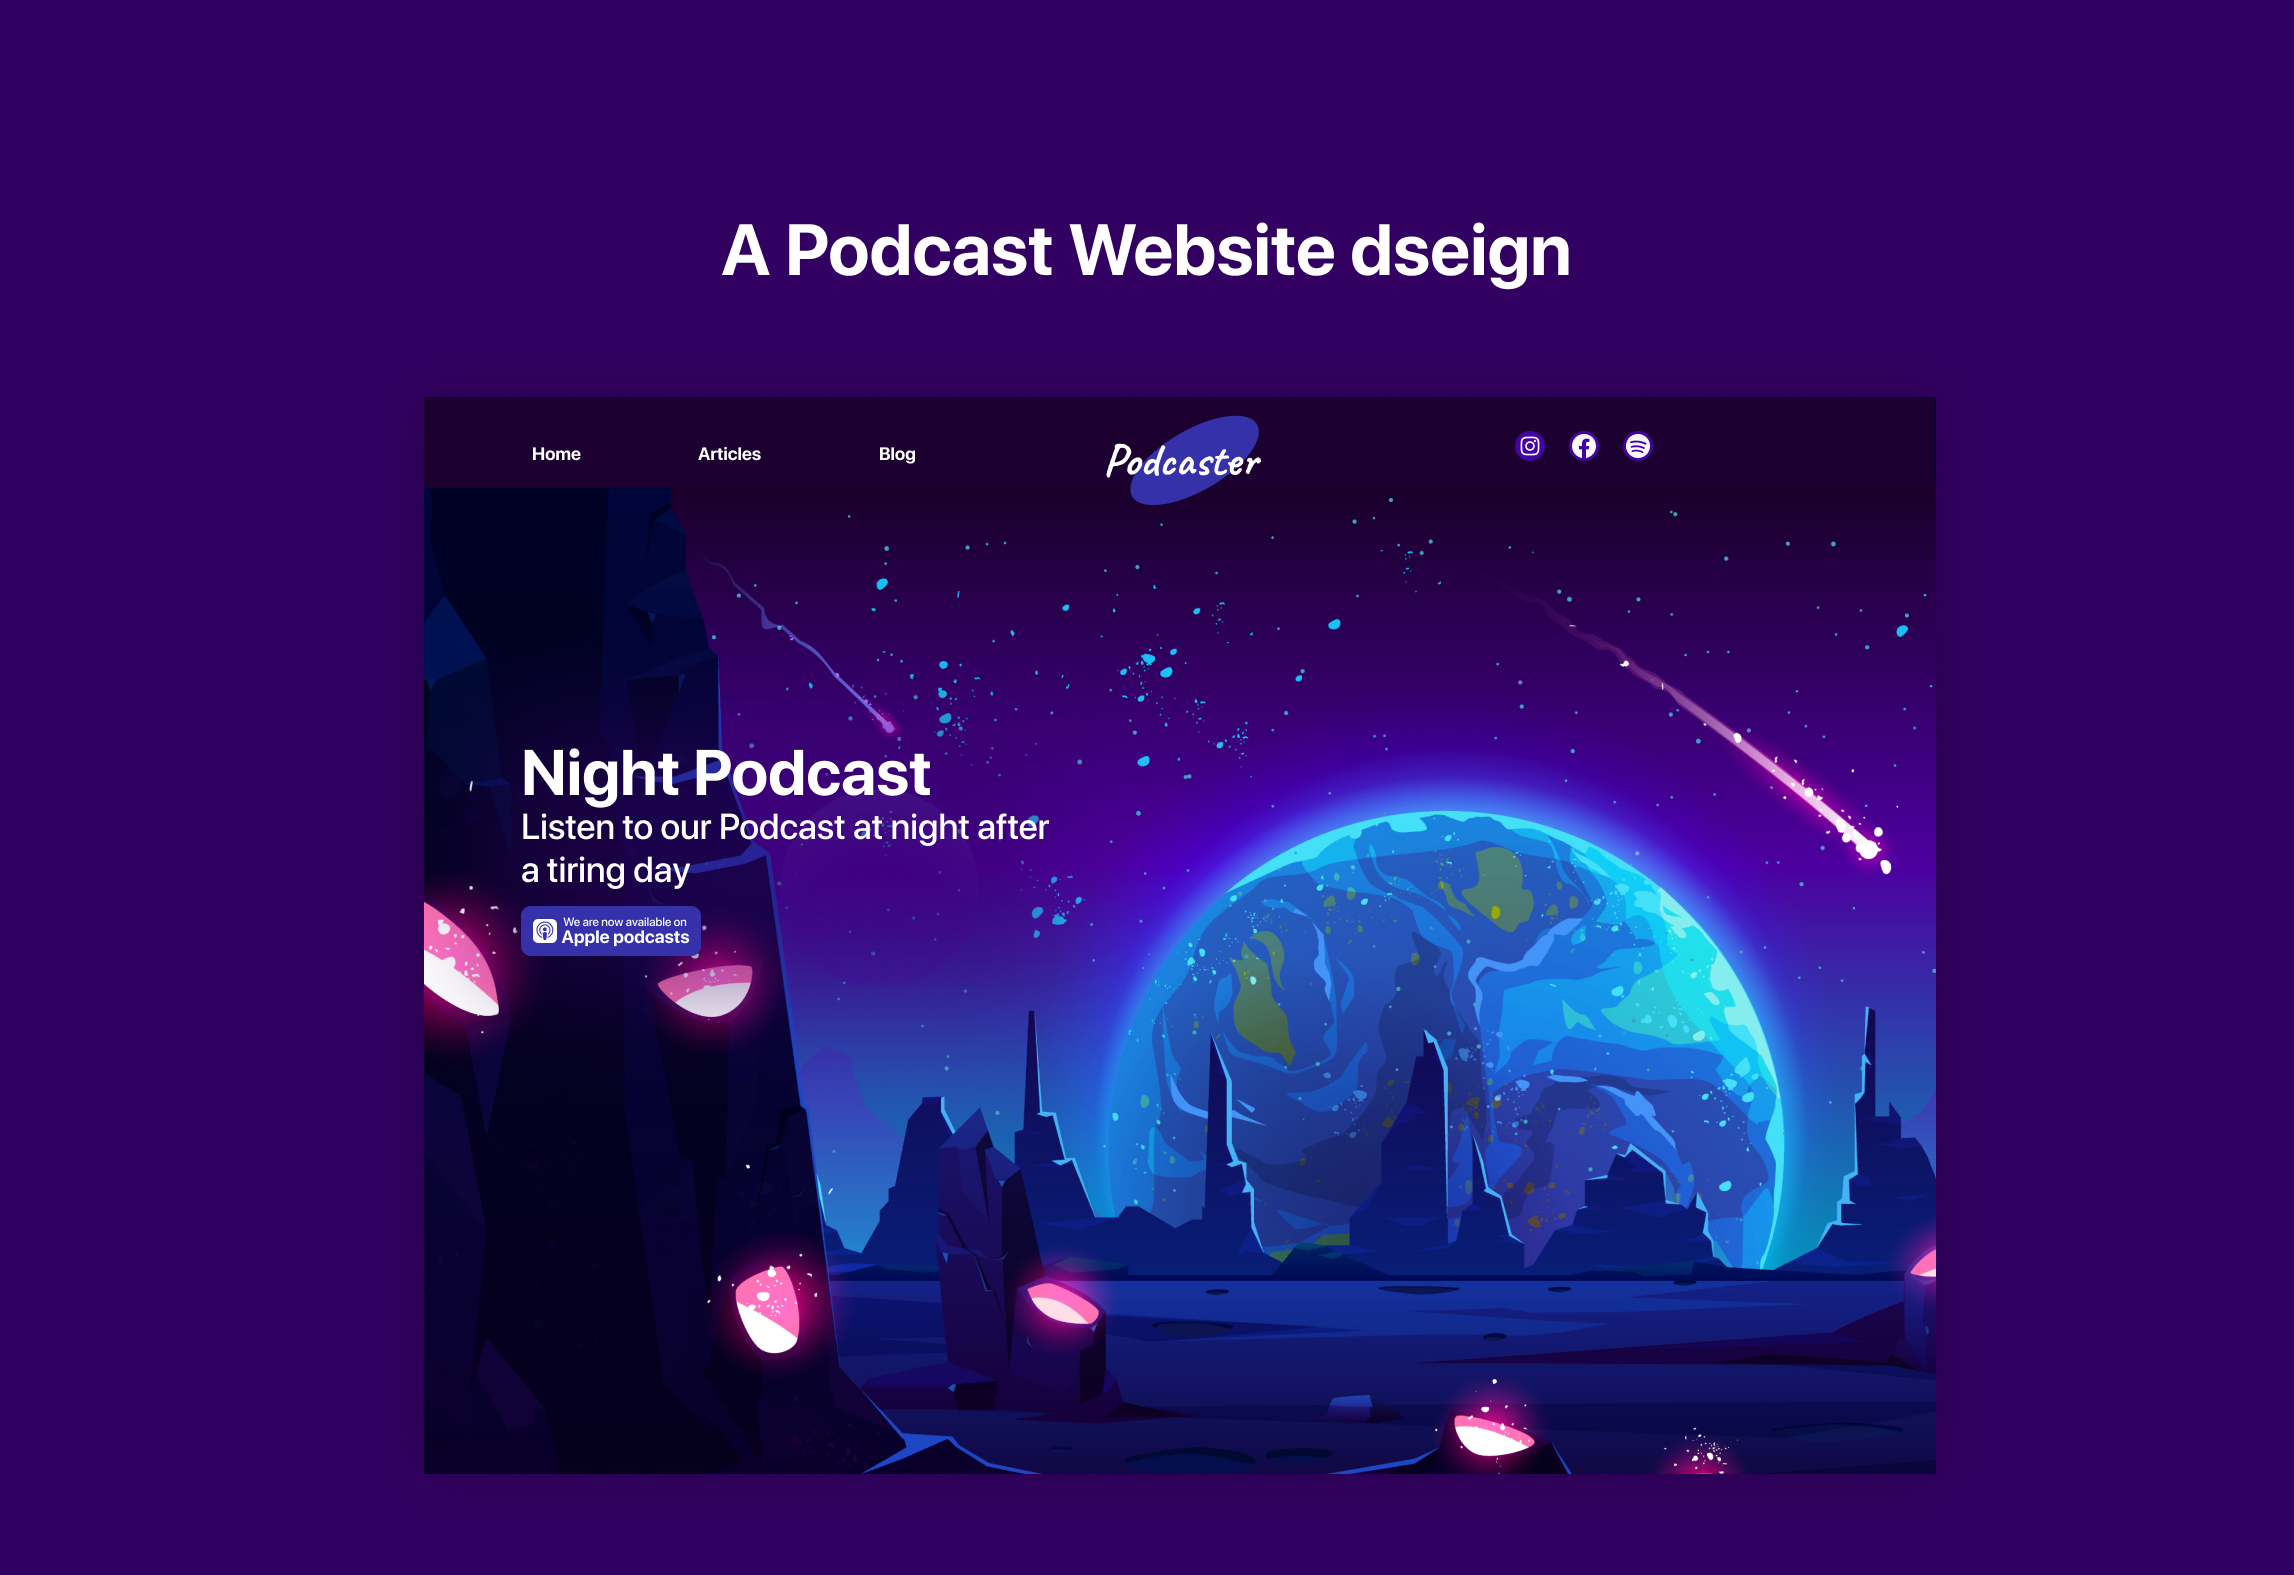 A Podcast Website dseign
Home Articles Blog Podcaster
Night Podcast
Listen to our Podcast at night after
a tiring day
We are now available on
Apple podcasts